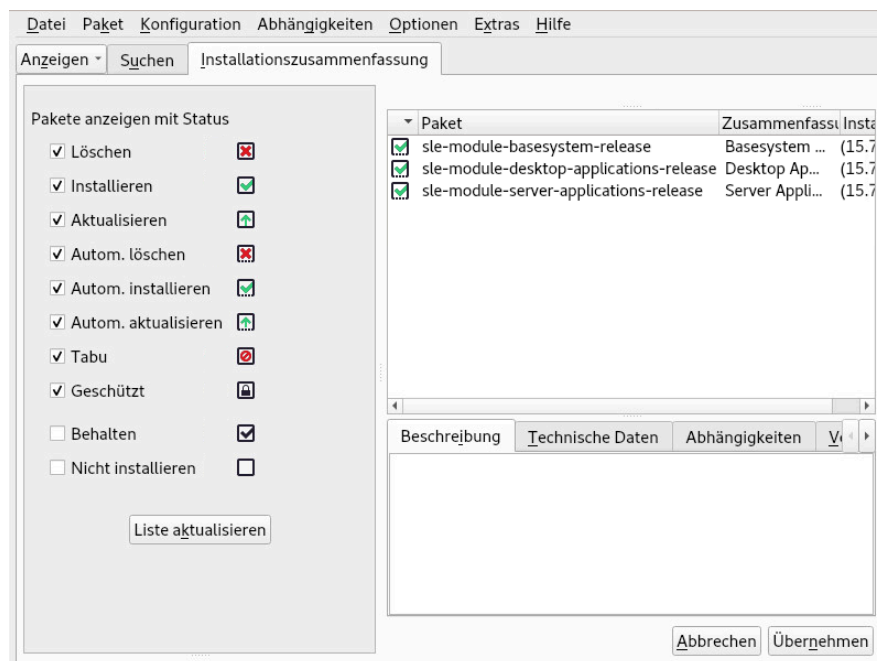 Datei Paket Konfiguration Abhängigkeiten Optionen Extras Hilfe
Anzeigen Suchen Installationszusammenfassung
Pakete anzeigen mit Status
Löschen
Installieren
Aktualisieren
Autom. löschen
Autom. installieren
Autom. aktualisieren
Tabu
Geschützt
Behalten
Nicht installieren
Liste aktualisieren
Paket Zusammenfassu Insta
sle-module-basesystem-release Basesystem ... (15.7
sle-module-desktop-applications-release Desktop Ap... (15.7
sle-module-server-applications-release Server Appli... (15.7
Beschreibung Technische Daten Abhängigkeiten
Abbrechen Übernehmen